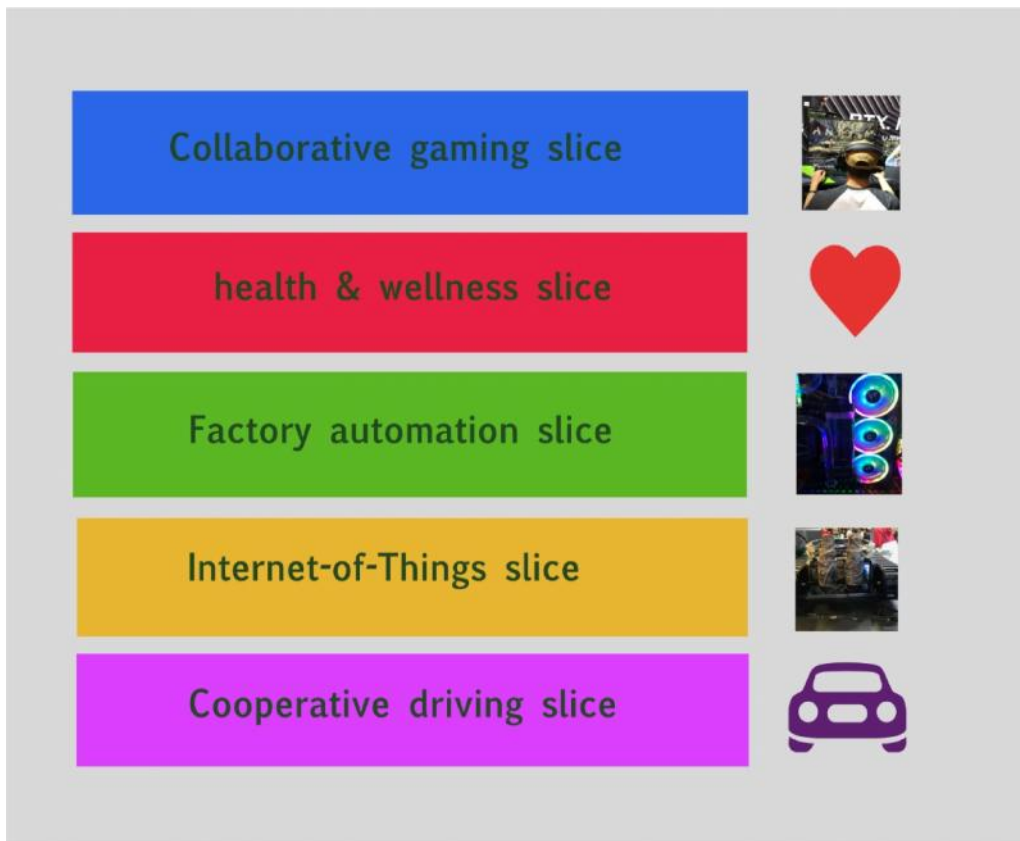 Collaborative gaming slice
health & wellness slice
Factory automation slice
Internet-of-Things slice
Cooperative driving slice